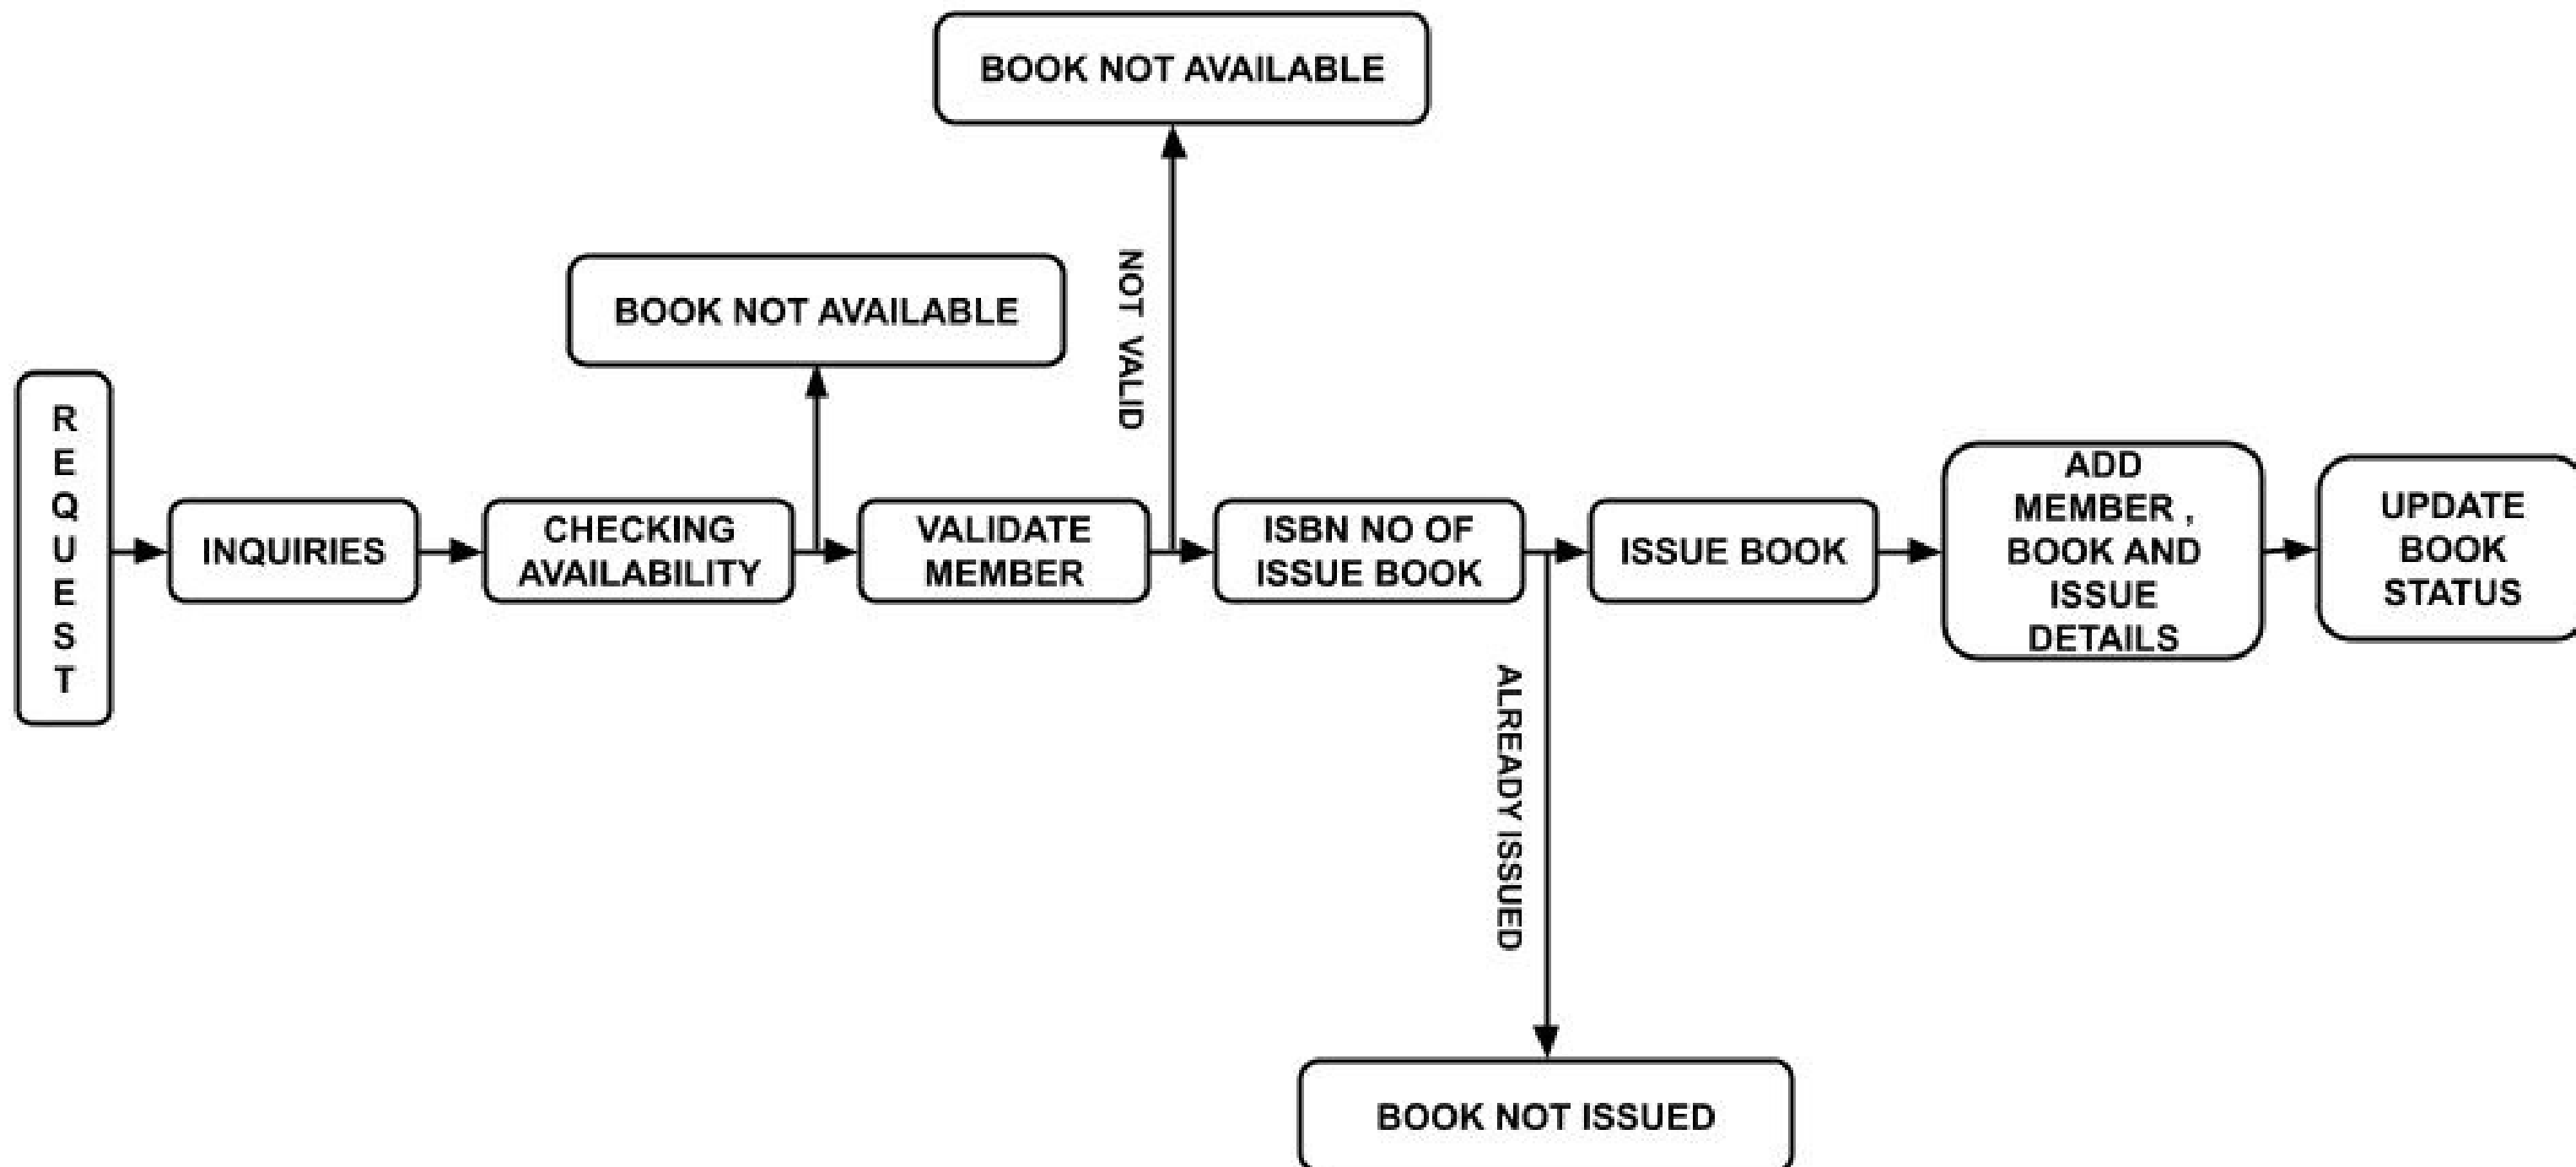 BOOK NOT AVAILABLE
BOOK NOT AVAILABLE
NOT VALID
REQUEST
INQUIRIES
CHECKING
AVAILABILITY
VALIDATE
MEMBER
ISBN NO OF
ISSUE BOOK
ISSUE BOOK
ADD
MEMBER ,
BOOK AND
ISSUE
DETAILS
UPDATE
BOOK
STATUS
ALREADY ISSUED
BOOK NOT ISSUED